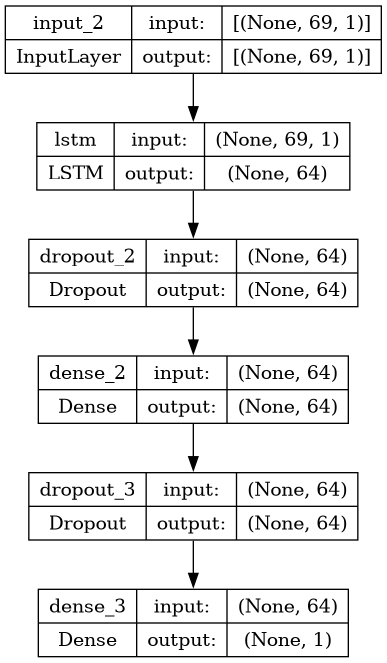 input_2 input: [(None, 69, 1)]
InputLayer output: [(None, 69, 1)]
lstm input: (None, 69, 1)
LSTM output: (None, 64)
dropout_2 input: (None, 64)
Dropout output: (None, 64)
dense_2 input: (None, 64)
Dense output: (None, 64)
dropout_3 input: (None, 64)
Dropout output: (None, 64)
dense_3 input: (None, 64)
Dense output: (None, 1)